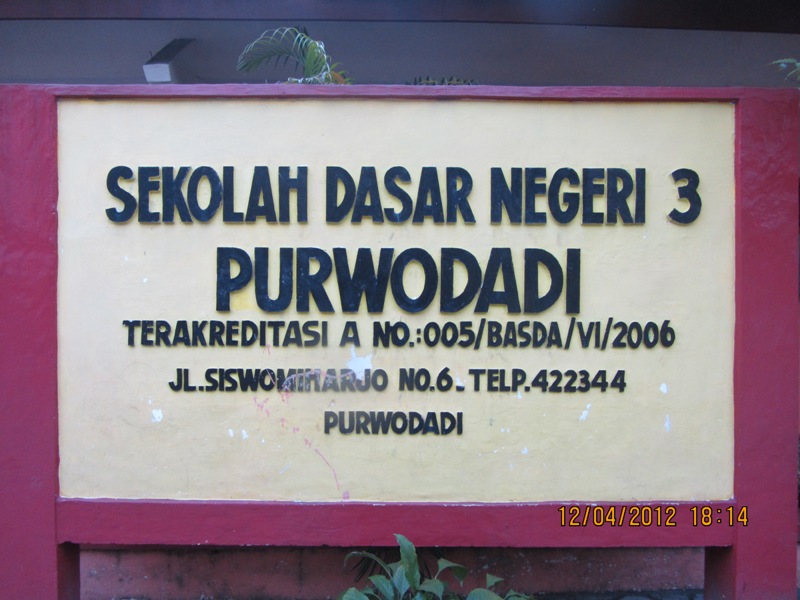 SEKOLAH DASAR NEGERI 3
PURWODADI
TERAKREDITASI A NO.:005/BASDA/VI/2006
JL.SISWOMIHARJO NO.6-TELP.422344
PURWODADI
12/04/2012 18:14